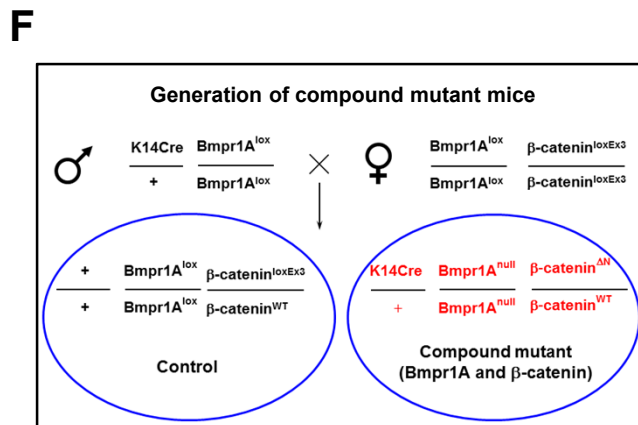 F
Generation of compound mutant mice
K14Cre Bmpr1A^lox Bmpr1A^lox β-catenin^loxEx3
+ Bmpr1A^lox Bmpr1A^lox β-catenin^loxEx3
+ Bmpr1A^lox β-catenin^loxEx3 K14Cre Bmpr1A^null β-catenin^ΔN
+ Bmpr1A^lox β-catenin^WT + Bmpr1A^null β-catenin^WT
Control
Compound mutant
(Bmpr1A and β-catenin)